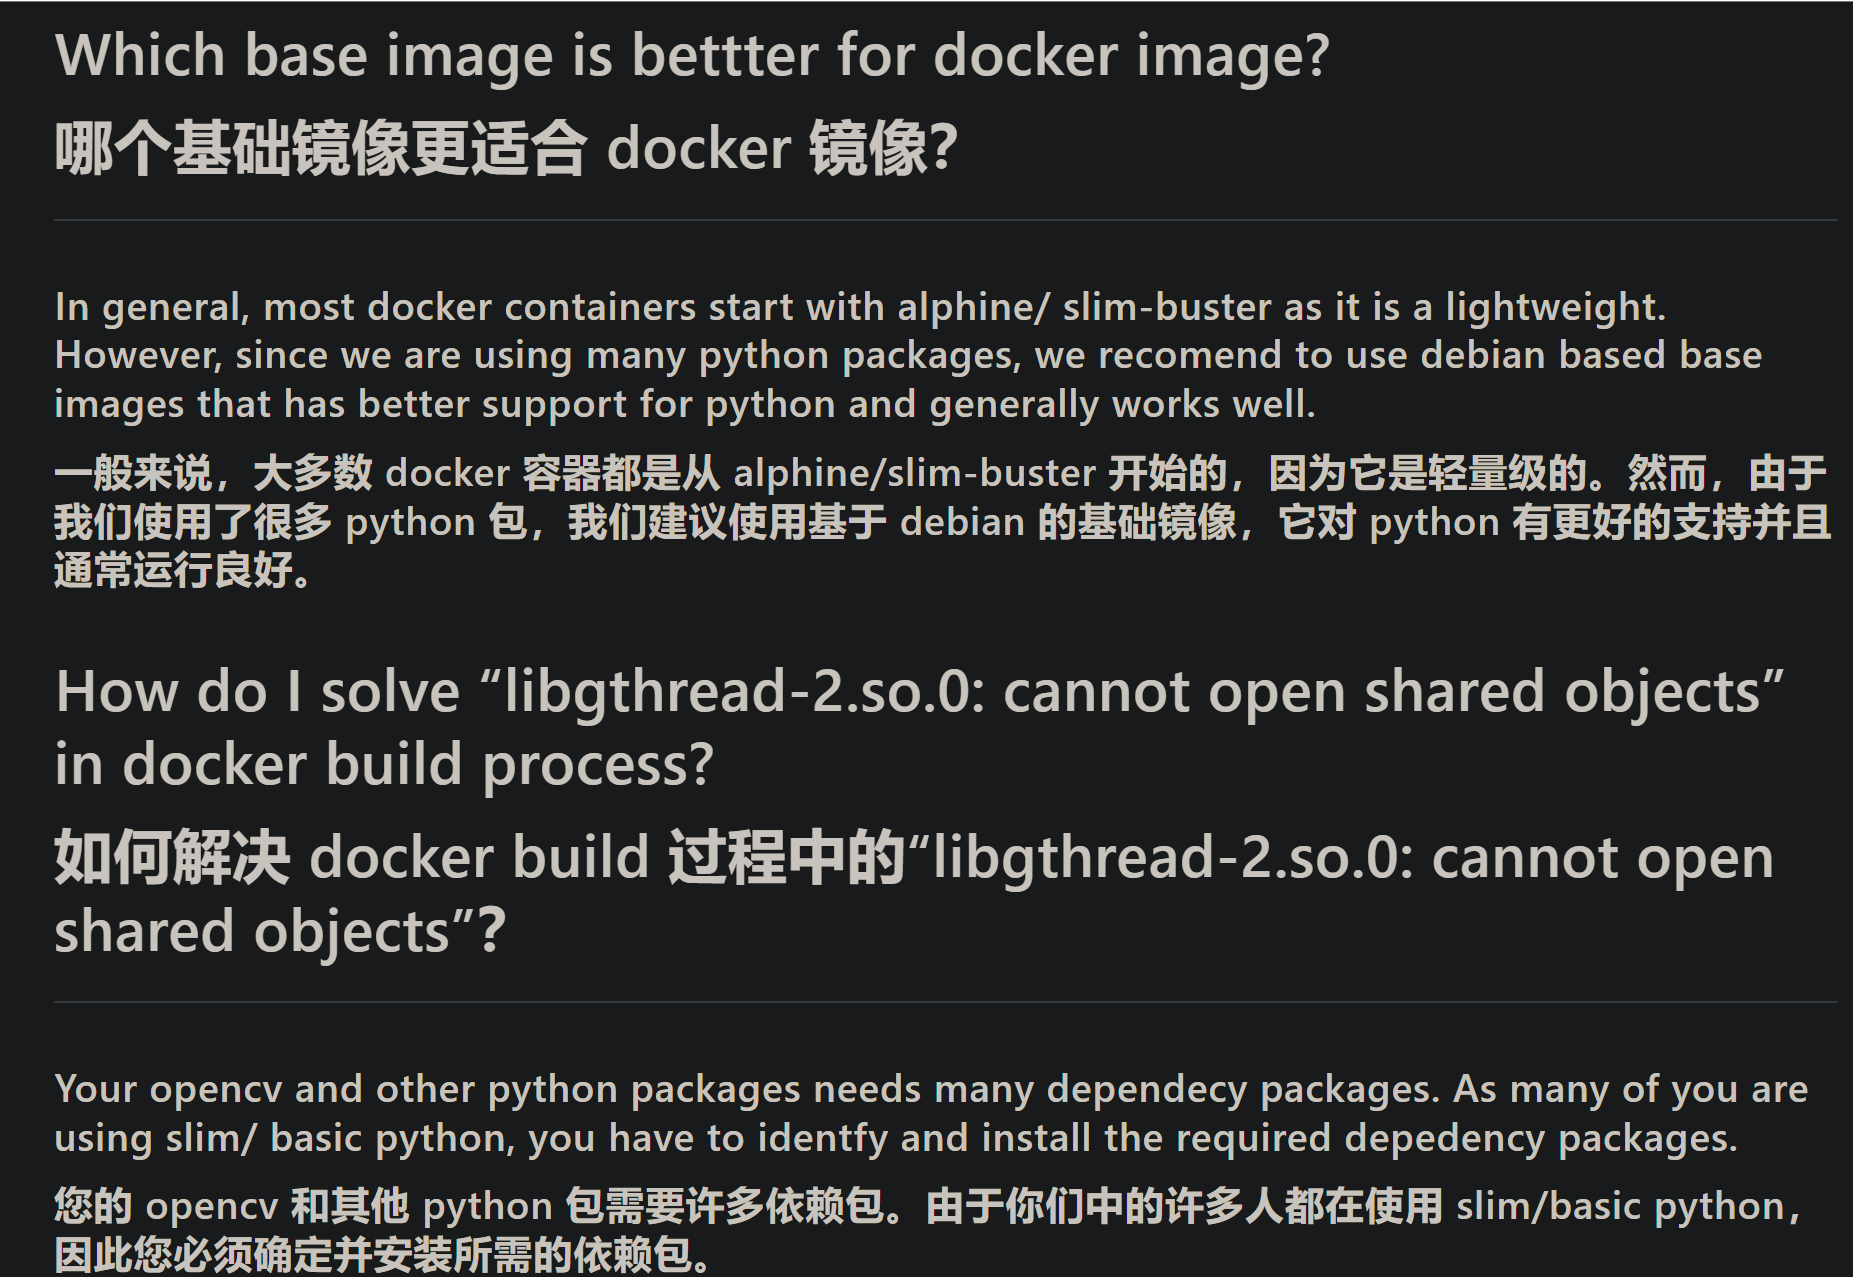 Which base image is bettter for docker image?
哪个基础镜像更适合 docker 镜像？
In general, most docker containers start with alphine/ slim-buster as it is a lightweight.
However, since we are using many python packages, we recomend to use debian based base
images that has better support for python and generally works well.
一般来说，大多数 docker 容器都是从 alphine/slim-buster 开始的，因为它是轻量级的。然而，由于
我们使用了很多 python 包，我们建议使用基于 debian 的基础镜像，它对 python 有更好的支持并且
通常运行良好。
How do I solve “libgthread-2.so.0: cannot open shared objects”
in docker build process?
如何解决 docker build 过程中的“libgthread-2.so.0: cannot open
shared objects”？
Your opencv and other python packages needs many dependecy packages. As many of you are
using slim/ basic python, you have to identfy and install the required depedency packages.
您的 opencv 和其他 python 包需要许多依赖包。由于你们中的许多人都在使用 slim/basic python，
因此您必须确定并安装所需的依赖包。